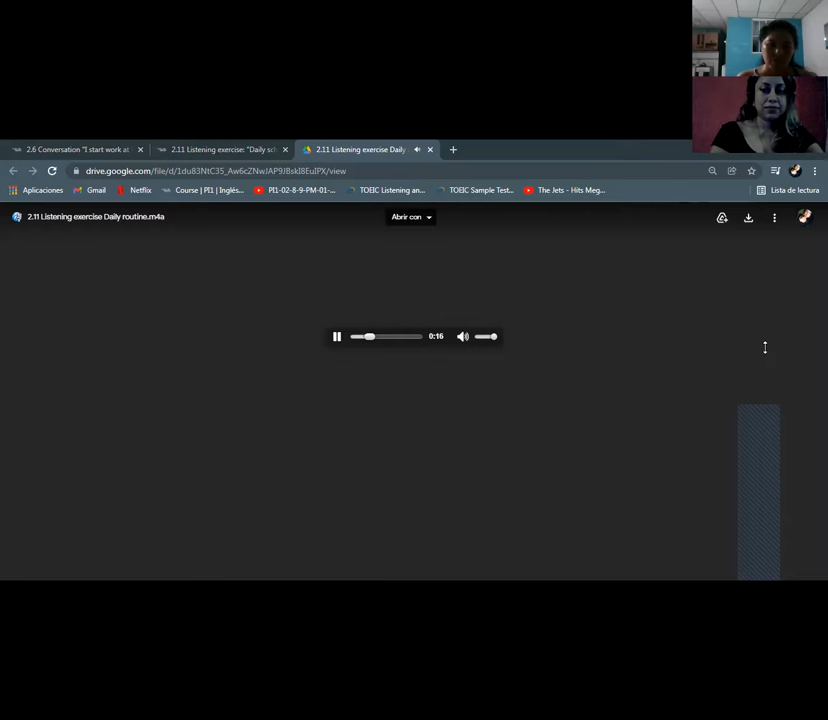 2.6 Conversation "I start work at
2.11 Listening exercise: "Daily sch
2.11 Listening exercise Daily
drive.google.com/file/d/1du83NtC35_Aw6cZNwJAP9JBskI8EuIPX/view
Aplicaciones
Gmail
Netflix
Course | PI1 | Inglés...
PI1-02-8-9-PM-01-...
TOEIC Listening an...
TOEIC Sample Test...
The Jets - Hits Meg...
Lista de lectura
2.11 Listening exercise Daily routine.m4a
Abrir con
0:16